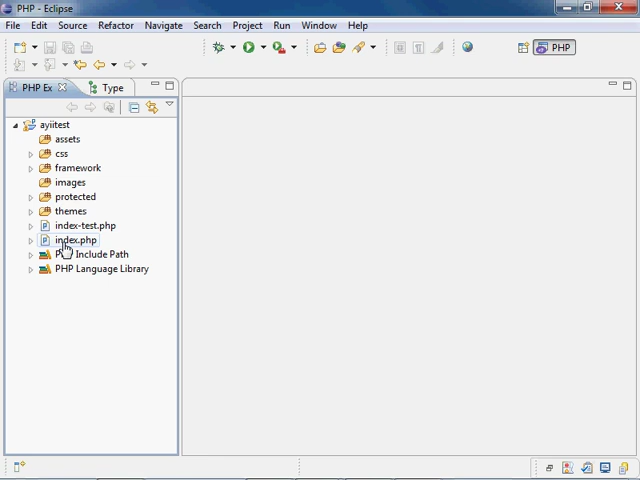 PHP - Eclipse
File Edit Source Refactor Navigate Search Project Run Window Help
PHP
PHP Ex Type
ayiitest
assets
css
framework
images
protected
themes
index-test.php
index.php
Include Path
PHP Language Library